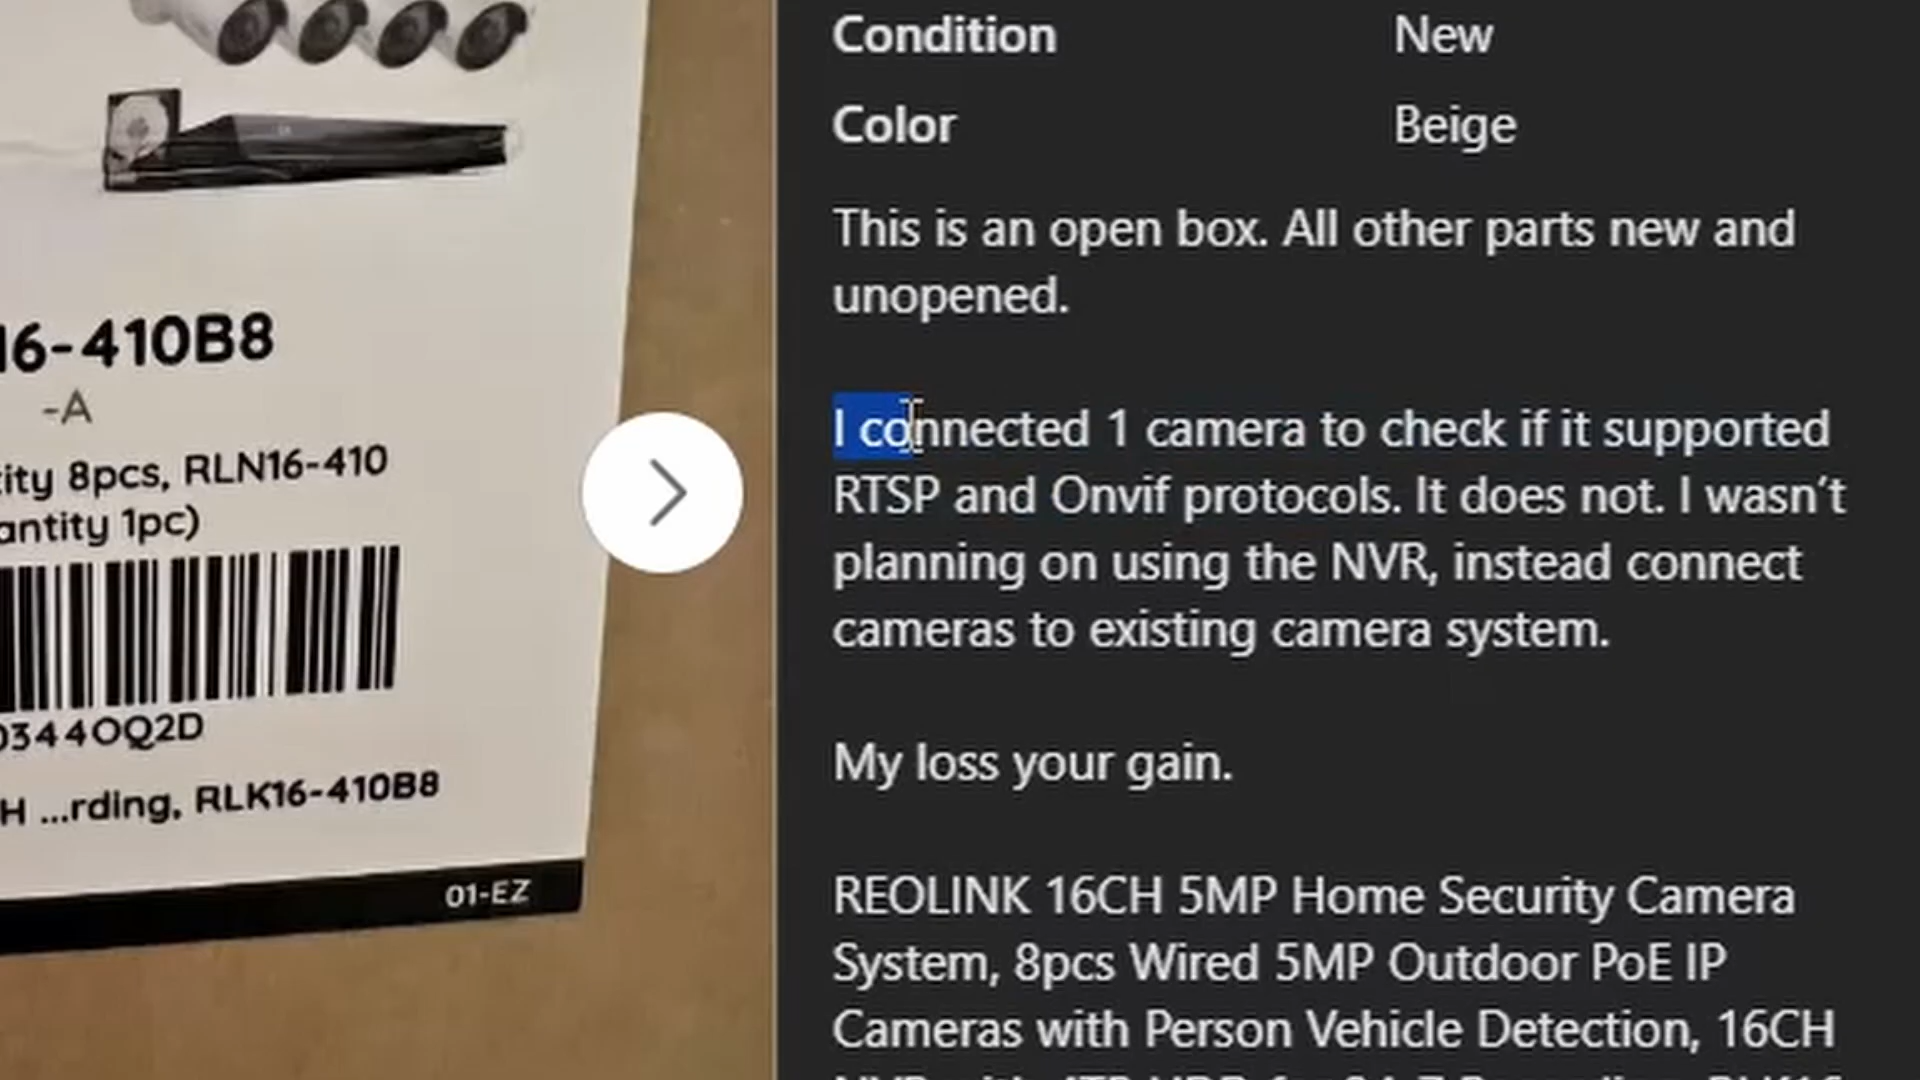 16-410B8
-A
ity 8pcs, RLN16-410
antity 1pc)
0344OQ2D
H ...rding, RLK16-410B8
01-EZ
Condition New
Color Beige
This is an open box. All other parts new and
unopened.
I connected 1 camera to check if it supported
RTSP and Onvif protocols. It does not. I wasn’t
planning on using the NVR, instead connect
cameras to existing camera system.
My loss your gain.
REOLINK 16CH 5MP Home Security Camera
System, 8pcs Wired 5MP Outdoor PoE IP
Cameras with Person Vehicle Detection, 16CH